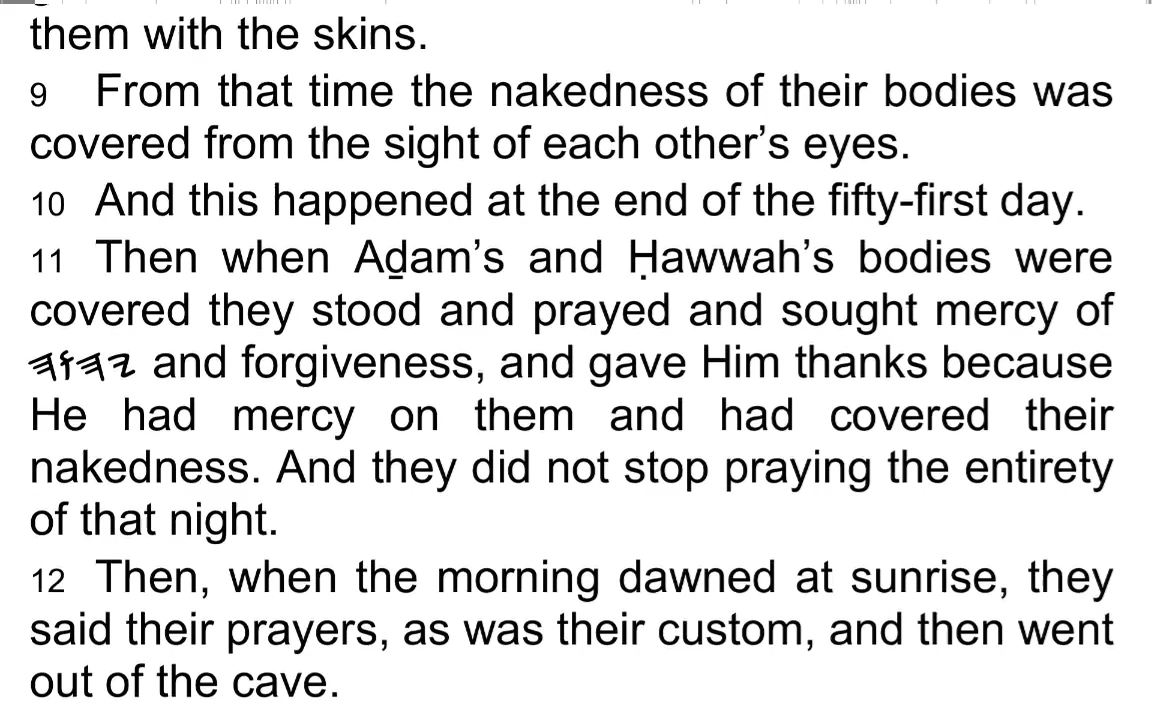 them with the skins.
9 From that time the nakedness of their bodies was
covered from the sight of each other’s eyes.
10 And this happened at the end of the fifty-first day.
11 Then when Aḏam’s and Ḥawwah’s bodies were
covered they stood and prayed and sought mercy of
𐤉𐤄𐤅𐤄 and forgiveness, and gave Him thanks because
He had mercy on them and had covered their
nakedness. And they did not stop praying the entirety
of that night.
12 Then, when the morning dawned at sunrise, they
said their prayers, as was their custom, and then went
out of the cave.